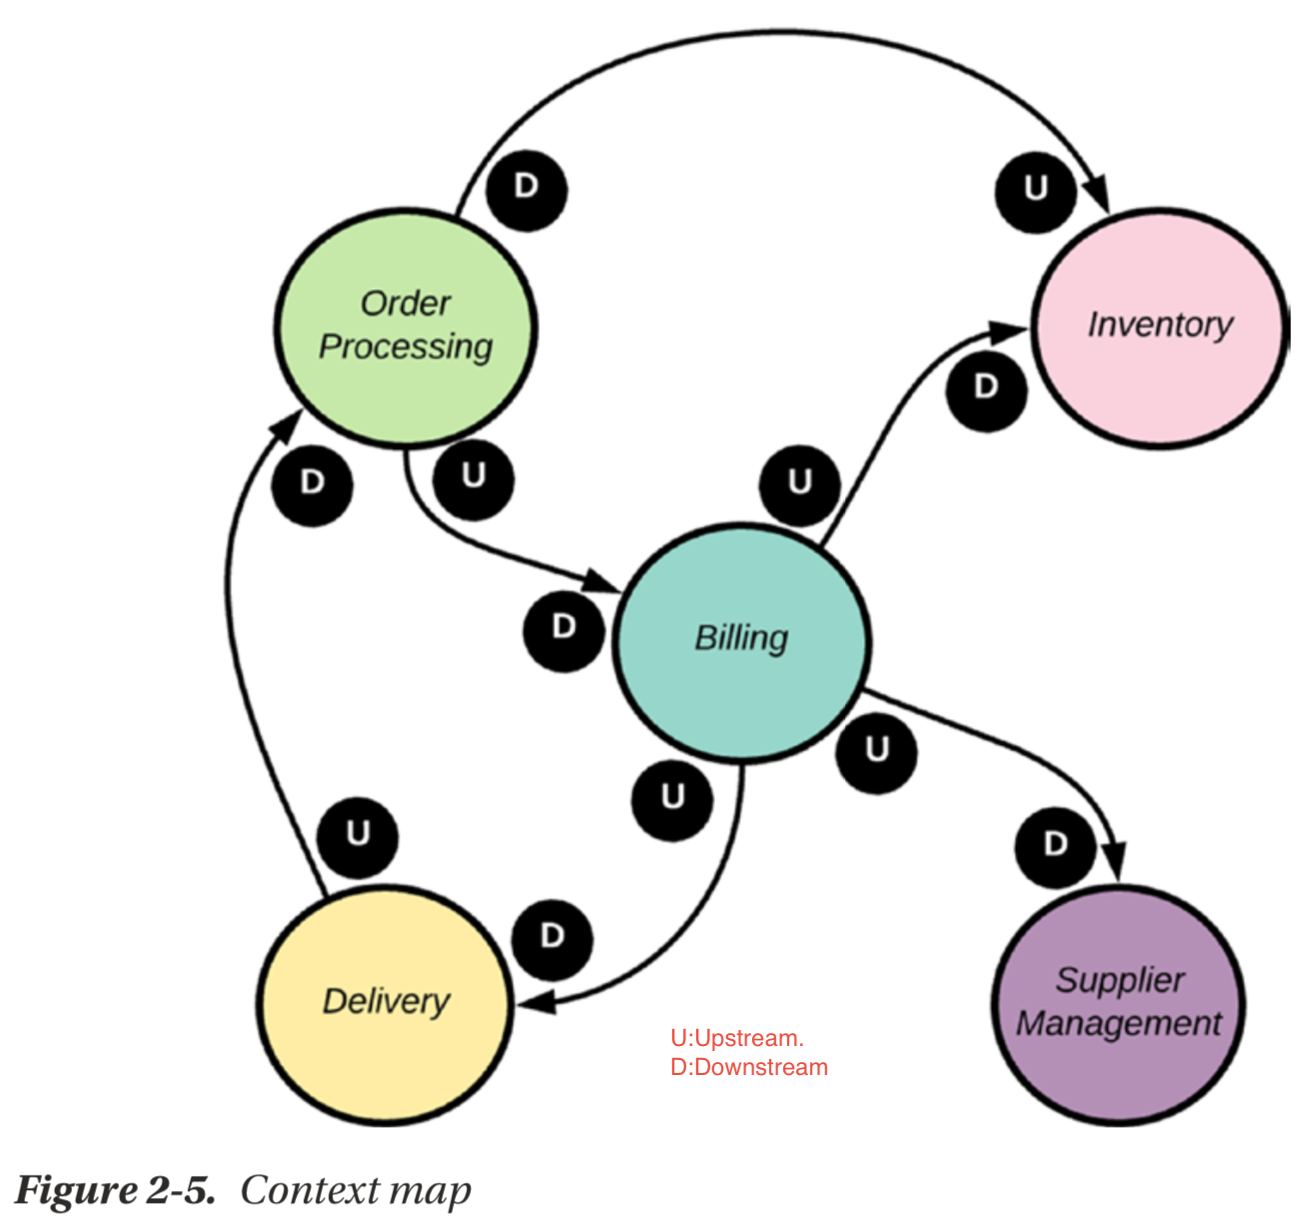 D
U
Order
Processing
Inventory
D
D
U
U
D
Billing
U
U
U
D
D
Delivery
Supplier
Management
U:Upstream.
D:Downstream
Figure 2-5. Context map